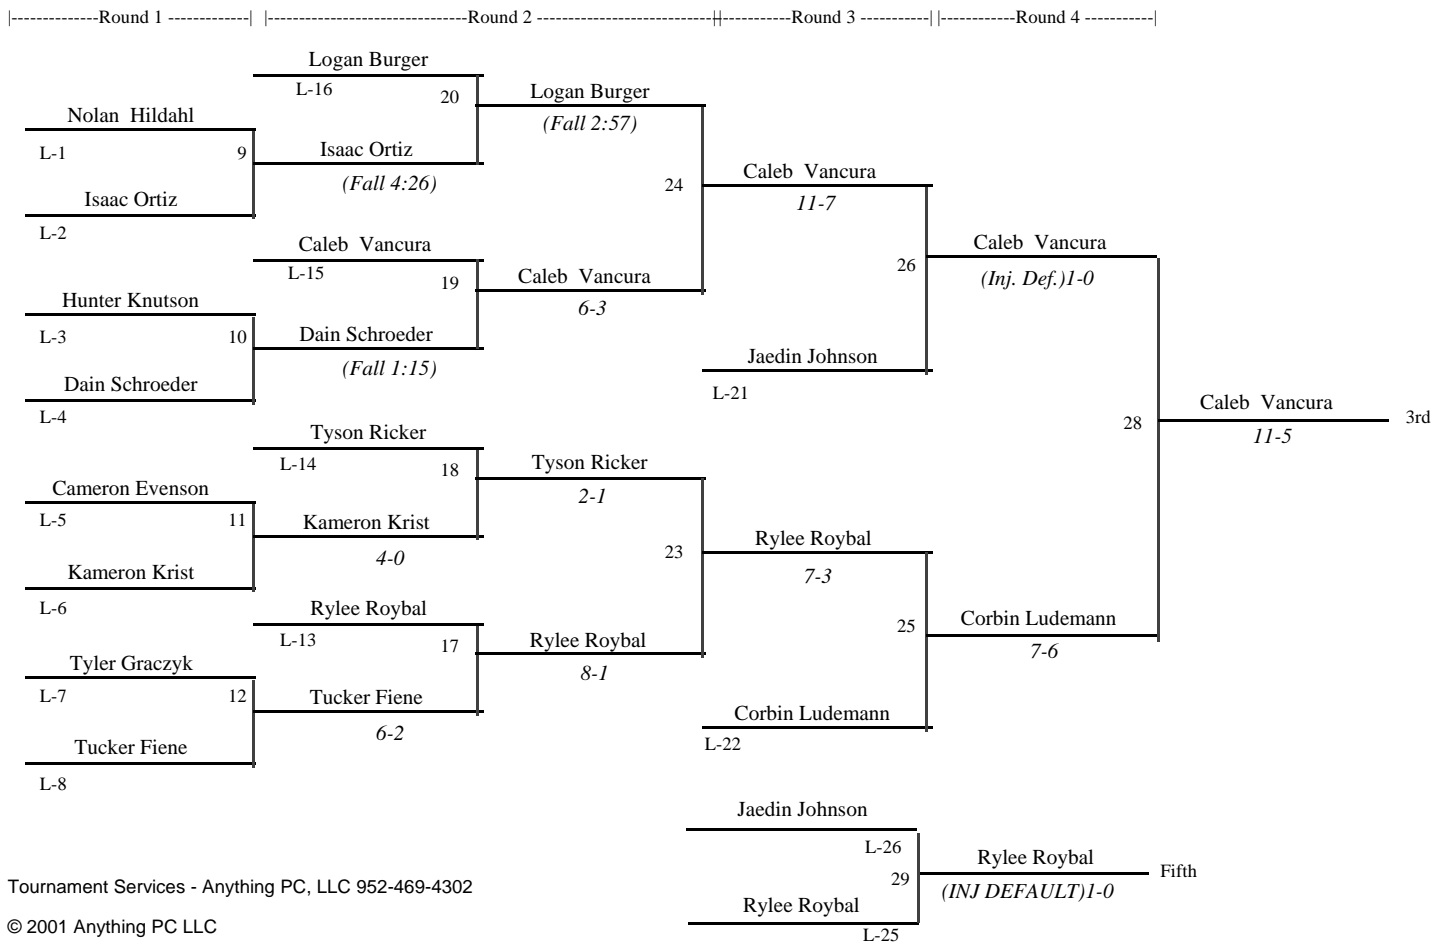 |--------------Round 1 --------------| |-------------------------------Round 2 ----------------------------||------------Round 3 ------------| |------------Round 4 -----------|
Logan Burger
L-16
20
Logan Burger
(Fall 2:57)
Nolan  Hildahl
L-1
9
Isaac Ortiz
(Fall 4:26)
Isaac Ortiz
L-2
24
Caleb  Vancura
11-7
Caleb  Vancura
L-15
19
Caleb  Vancura
6-3
26
Caleb  Vancura
(Inj. Def.)1-0
Hunter Knutson
L-3
10
Dain Schroeder
(Fall 1:15)
Dain Schroeder
L-4
Jaedin Johnson
L-21
28
Caleb  Vancura
11-5
3rd
Tyson Ricker
L-14
18
Tyson Ricker
2-1
Cameron Evenson
L-5
11
Kameron Krist
4-0
Kameron Krist
L-6
23
Rylee Roybal
7-3
Rylee Roybal
L-13
17
Rylee Roybal
8-1
25
Corbin Ludemann
7-6
Tyler Graczyk
L-7
12
Tucker Fiene
6-2
Tucker Fiene
L-8
Corbin Ludemann
L-22
Jaedin Johnson
L-26
29
Rylee Roybal
(INJ DEFAULT)1-0
Fifth
Rylee Roybal
L-25
Tournament Services - Anything PC, LLC 952-469-4302
© 2001 Anything PC LLC